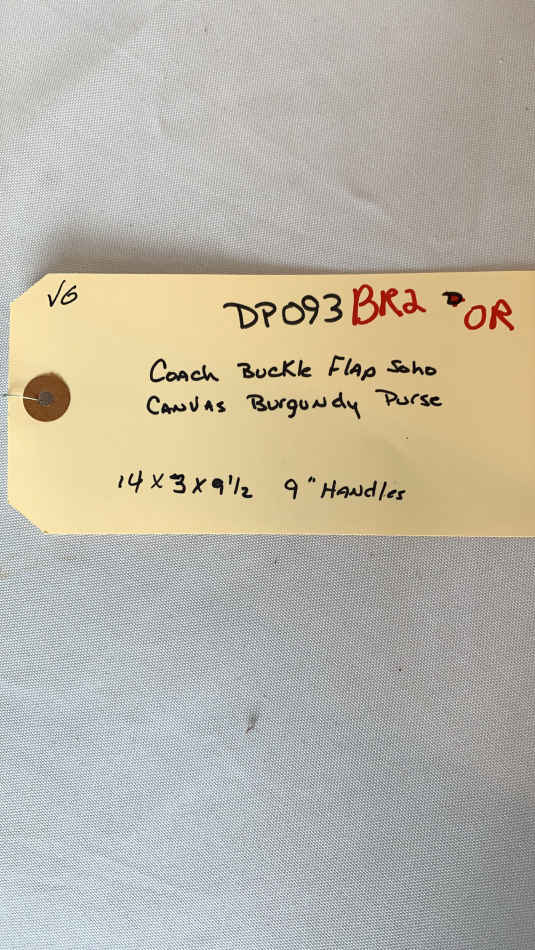 VG
DP093 BR2 OR
Coach Buckle Flap Soho
Canvas Burgundy Purse
14 x 3 x 9 1/2 9" Handles